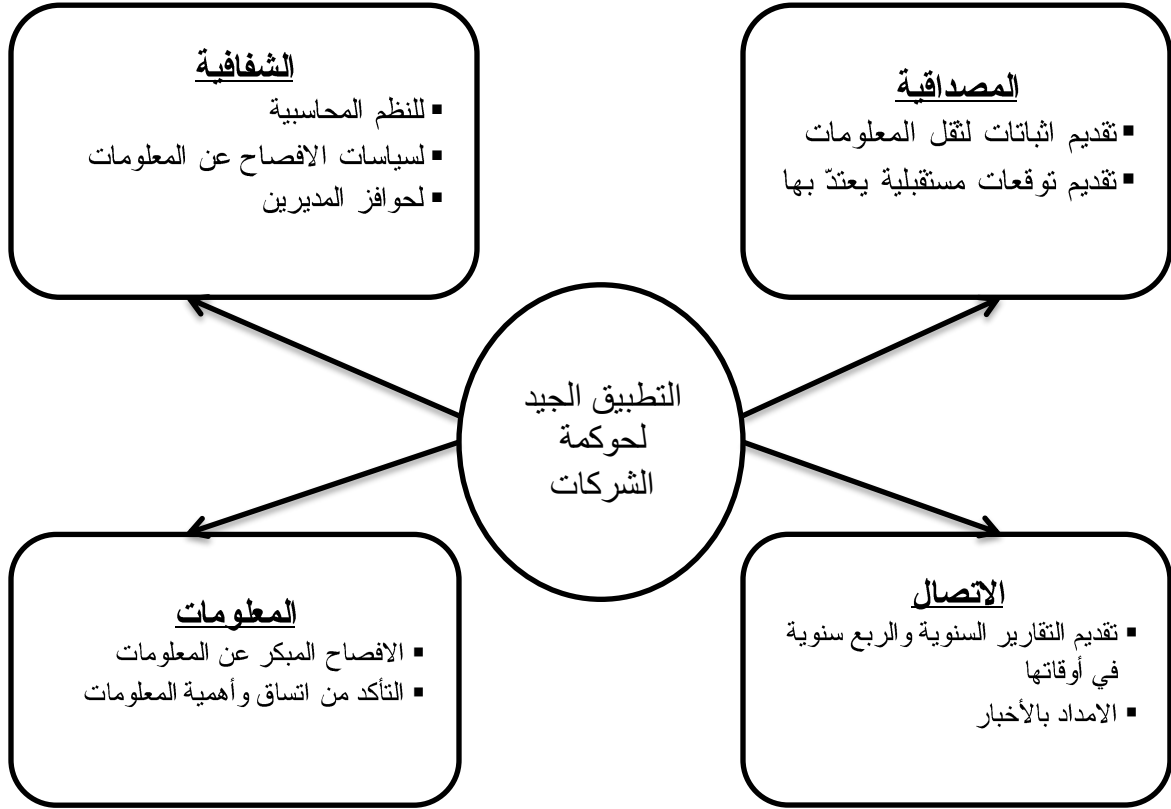 المصداقية
▪ تقديم اثباتات لنقل المعلومات
▪ تقديم توقعات مستقبلية يعتدّ بها
الشفافية
▪ للنظم المحاسبية
▪ لسياسات الافصاح عن المعلومات
▪ لحوافز المديرين
التطبيق الجيد
لحوكمة
الشركات
الاتصال
▪ تقديم التقارير السنوية والربع سنوية
في أوقاتها
▪ الامداد بالأخبار
المعلومات
▪ الافصاح المبكر عن المعلومات
▪ التأكد من اتساق وأهمية المعلومات